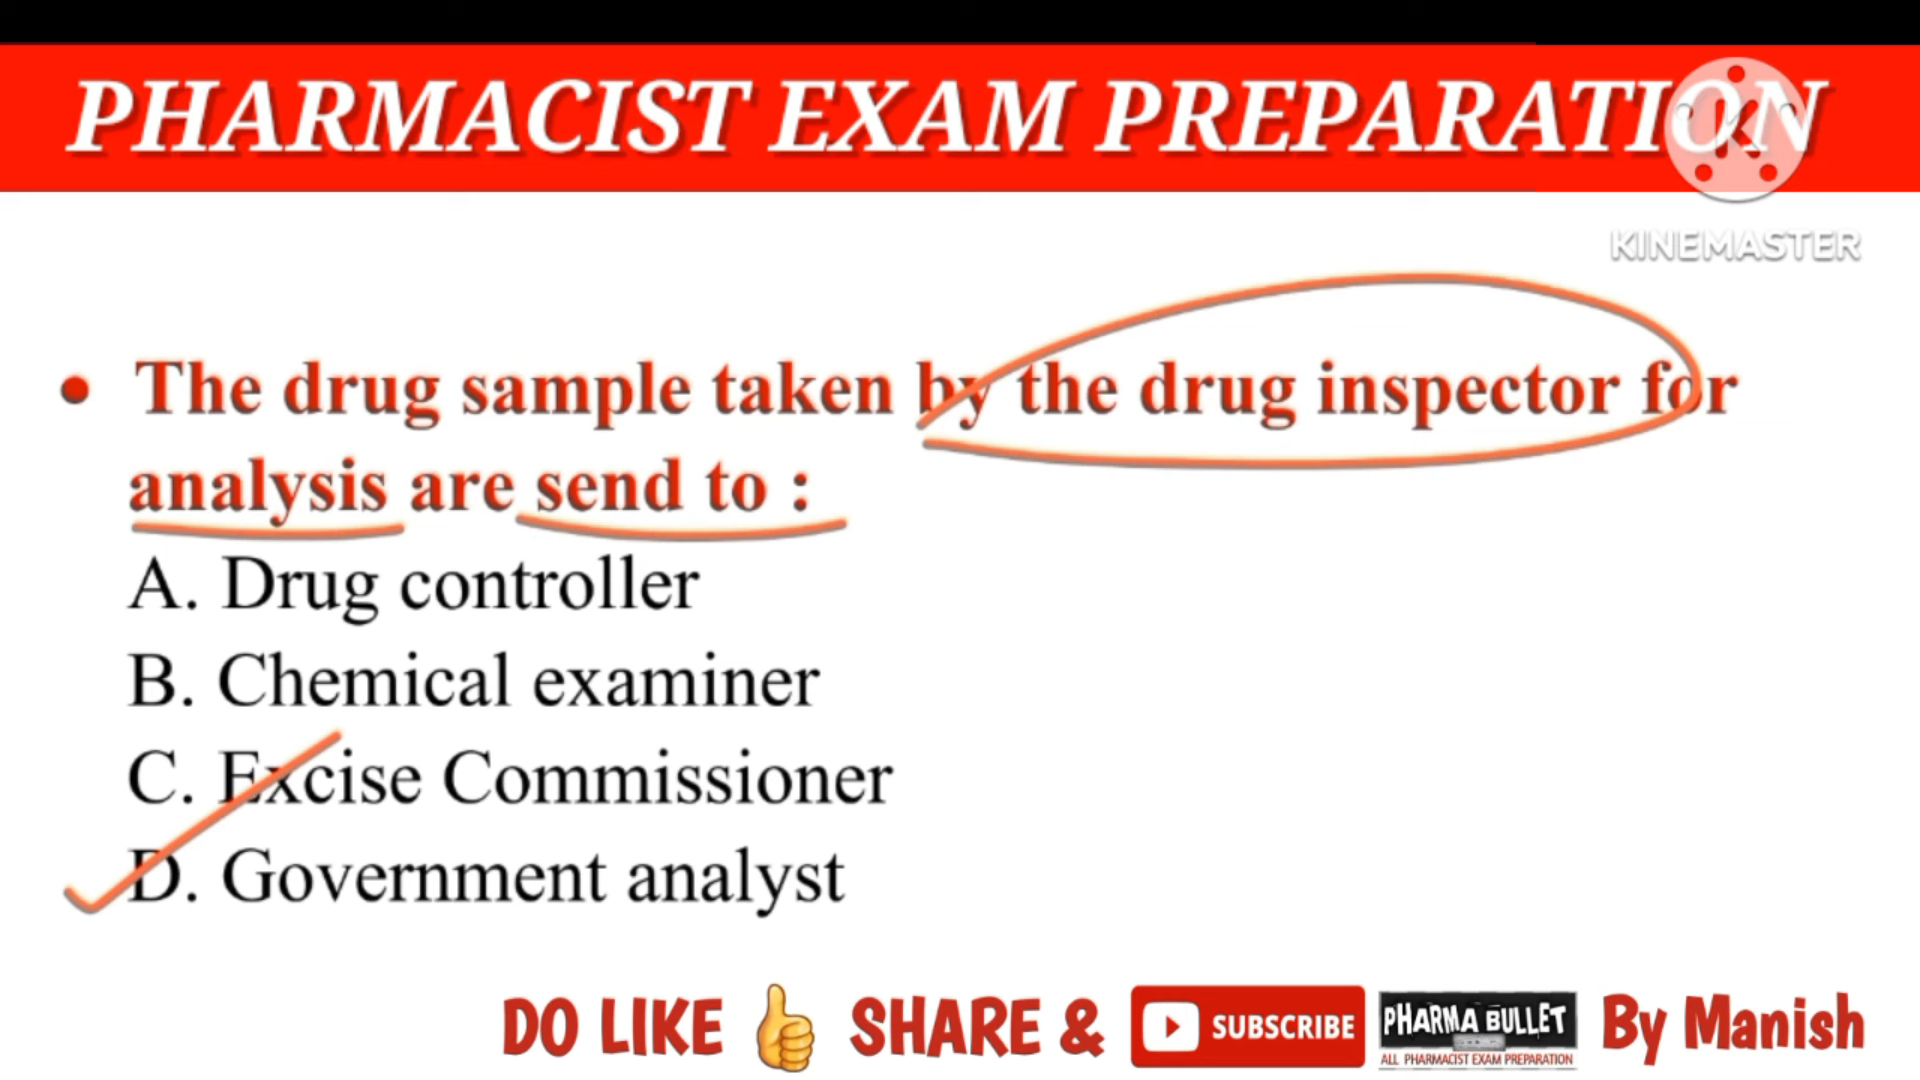 PHARMACIST EXAM PREPARATION
KINEMASTER
• The drug sample taken by the drug inspector for
analysis are send to :
A. Drug controller
B. Chemical examiner
C. Excise Commissioner
D. Government analyst
DO LIKE 👍 SHARE & SUBSCRIBE PHARMA BULLET By Manish
ALL PHARMACIST EXAM PREPARATION